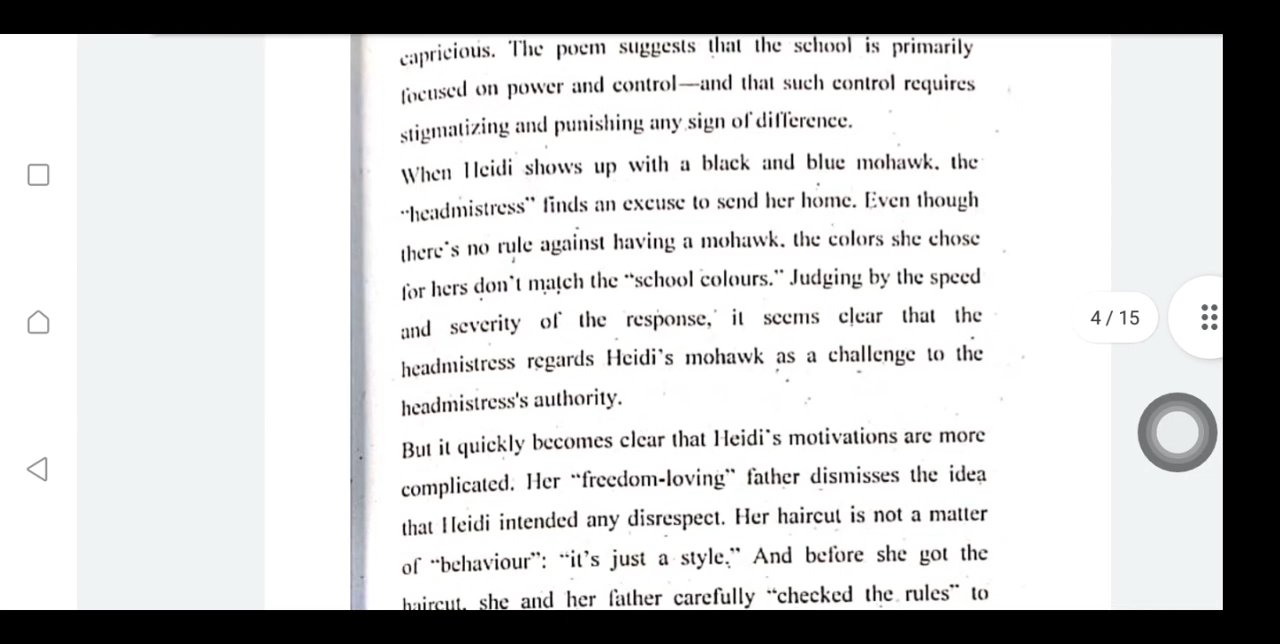 capricious. The poem suggests that the school is primarily
focused on power and control—and that such control requires
stigmatizing and punishing any sign of difference.
When Heidi shows up with a black and blue mohawk, the
"headmistress" finds an excuse to send her home. Even though
there's no rule against having a mohawk, the colors she chose
for hers don't match the "school colours." Judging by the speed
and severity of the response, it seems clear that the
headmistress regards Heidi's mohawk as a challenge to the
headmistress's authority.
But it quickly becomes clear that Heidi's motivations are more
complicated. Her "freedom-loving" father dismisses the idea
that Heidi intended any disrespect. Her haircut is not a matter
of "behaviour": "it's just a style." And before she got the
haircut, she and her father carefully "checked the rules" to
4 / 15